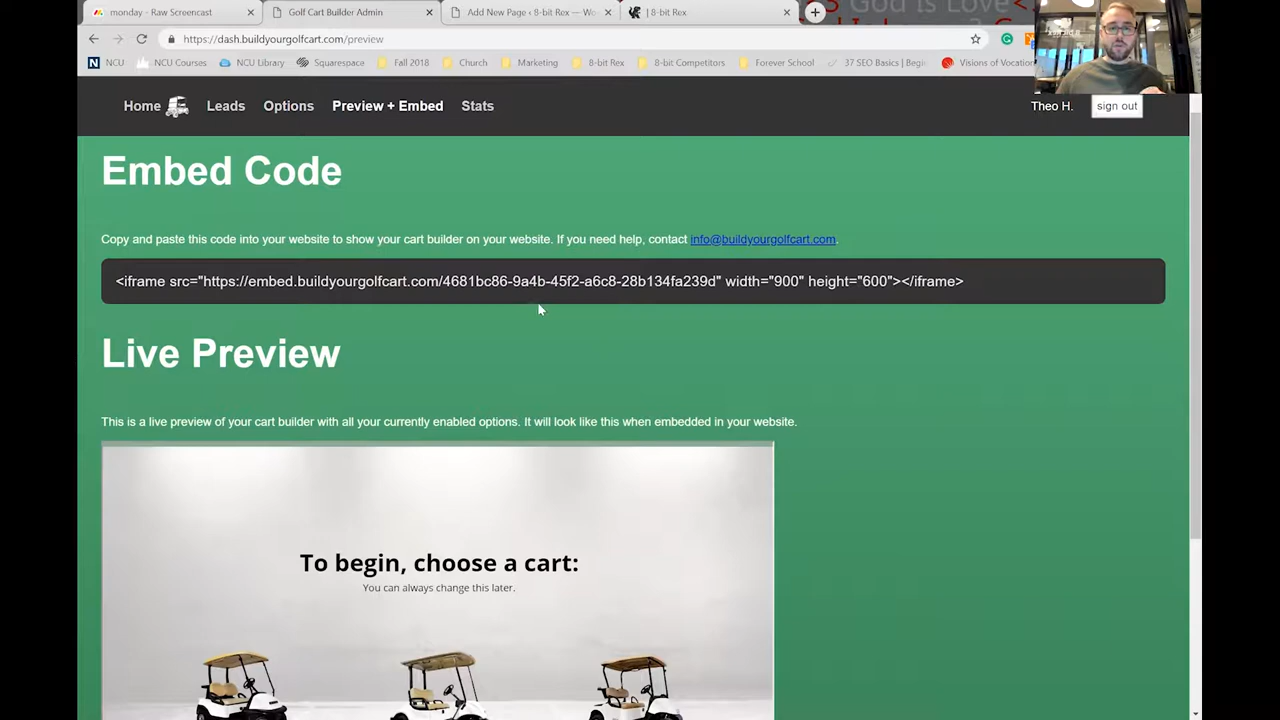 monday - Raw Screencast
Golf Cart Builder Admin
Add New Page ‹ 8-bit Rex — Wo
| 8-bit Rex
God is Love
https://dash.buildyourgolfcart.com/preview
NCU
NCU Courses
NCU Library
Squarespace
Fall 2018
Church
Marketing
8-bit Rex
8-bit Competitors
Forever School
37 SEO Basics | Begin
Visions of Vocation
Home
Leads
Options
Preview + Embed
Stats
Theo H.
sign out
Embed Code
Copy and paste this code into your website to show your cart builder on your website. If you need help, contact info@buildyourgolfcart.com.
<iframe src="https://embed.buildyourgolfcart.com/4681bc86-9a4b-45f2-a6c8-28b134fa239d" width="900" height="600"></iframe>
Live Preview
This is a live preview of your cart builder with all your currently enabled options. It will look like this when embedded in your website.
To begin, choose a cart:
You can always change this later.